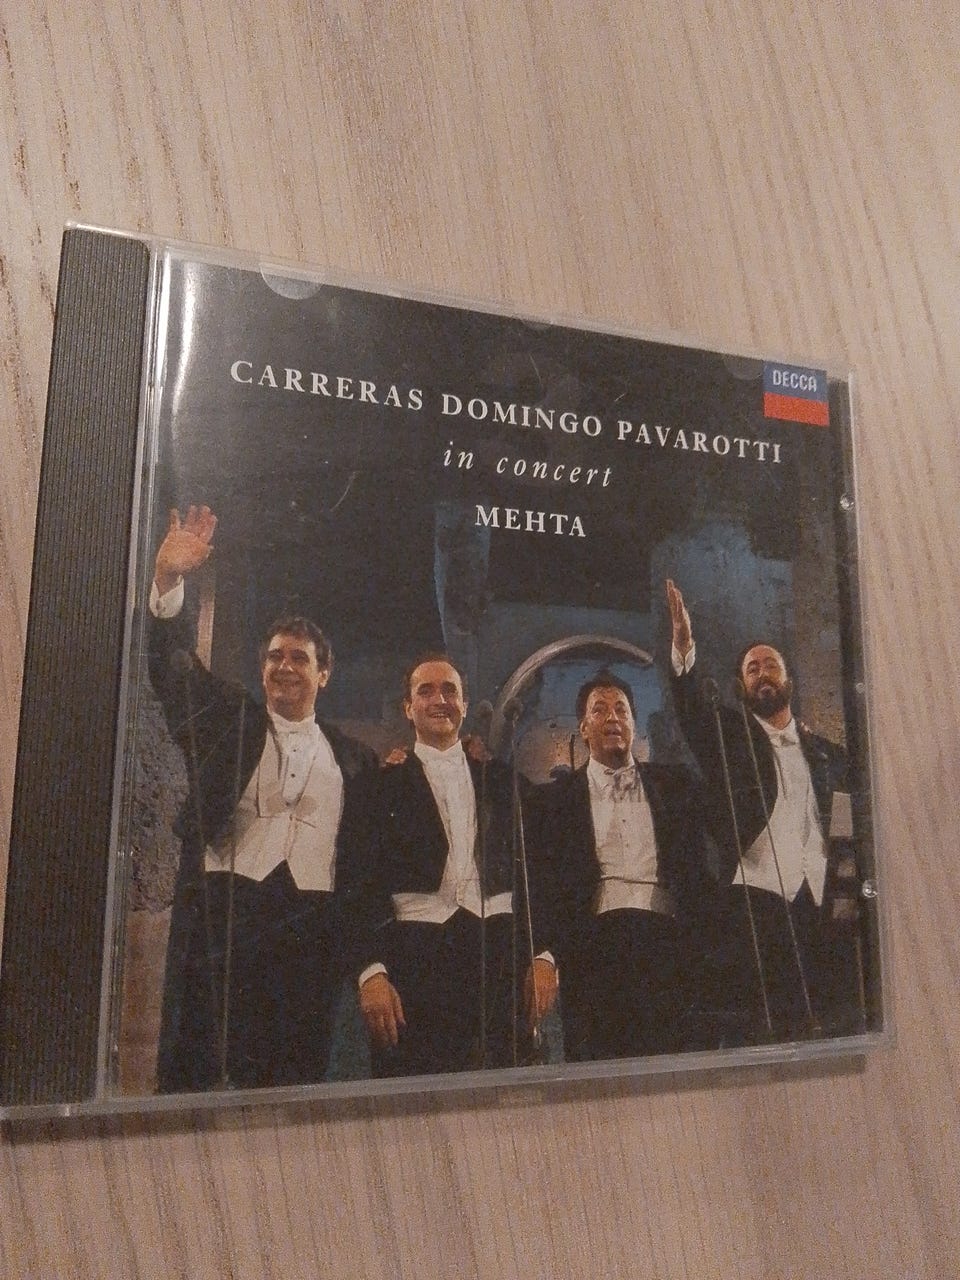 DECCA
CARRERAS DOMINGO PAVAROTTI
in concert
MEHTA